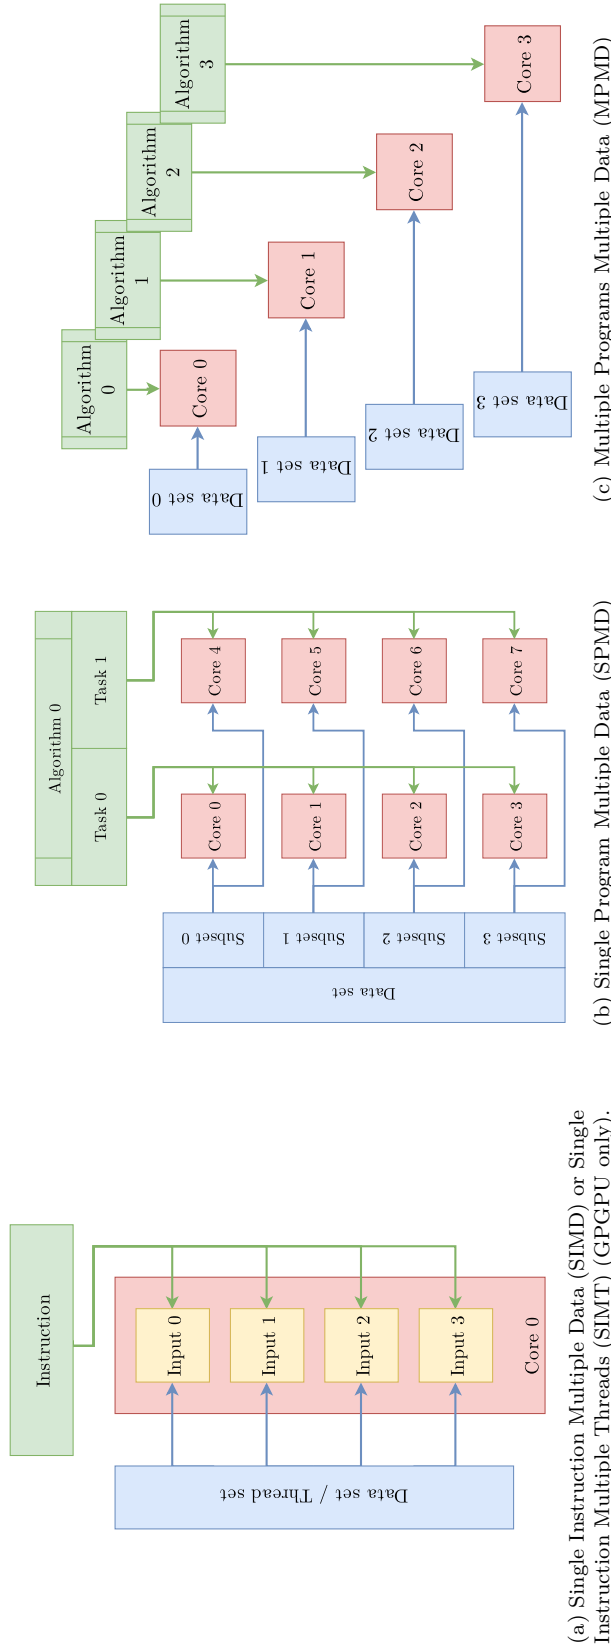 Instruction
Data set / Thread set
Input 0
Input 1
Input 2
Input 3
Core 0
(a) Single Instruction Multiple Data (SIMD) or Single
Instruction Multiple Threads (SIMT) (GPGPU only).
Algorithm 0
Task 0
Task 1
Data set
Subset 0
Subset 1
Subset 2
Subset 3
Core 0
Core 4
Core 1
Core 5
Core 2
Core 6
Core 3
Core 7
(b) Single Program Multiple Data (SPMD)
Algorithm
0
Algorithm
1
Algorithm
2
Algorithm
3
Data set 0
Core 0
Data set 1
Core 1
Data set 2
Core 2
Data set 3
Core 3
(c) Multiple Programs Multiple Data (MPMD)